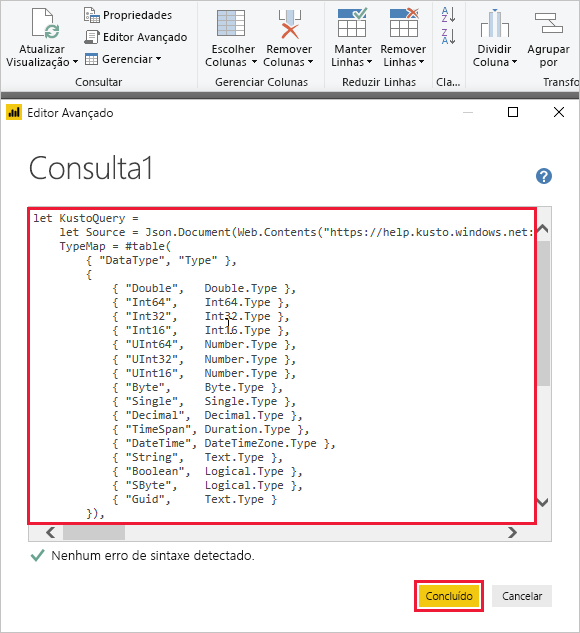 Propriedades
Editor Avançado
Gerenciar
Atualizar
Visualização
Consultar
Escolher
Colunas
Remover
Colunas
Gerenciar Colunas
Manter
Linhas
Remover
Linhas
Reduzir Linhas
A
Z
Z
A
Cla...
Dividir
Coluna
Agrupar
por
Transfo
Editor Avançado
Consulta1
?
let KustoQuery =
    let Source = Json.Document(Web.Contents("https://help.kusto.windows.net:
    TypeMap = #table(
        { "DataType", "Type" },
        {
            { "Double",   Double.Type },
            { "Int64",    Int64.Type },
            { "Int32",    Int32.Type },
            { "Int16",    Int16.Type },
            { "UInt64",   Number.Type },
            { "UInt32",   Number.Type },
            { "UInt16",   Number.Type },
            { "Byte",     Byte.Type },
            { "Single",   Single.Type },
            { "Decimal",  Decimal.Type },
            { "TimeSpan", Duration.Type },
            { "DateTime", DateTimeZone.Type },
            { "String",   Text.Type },
            { "Boolean",  Logical.Type },
            { "SByte",    Logical.Type },
            { "Guid",     Text.Type }
        }),
Nenhum erro de sintaxe detectado.
Concluído
Cancelar